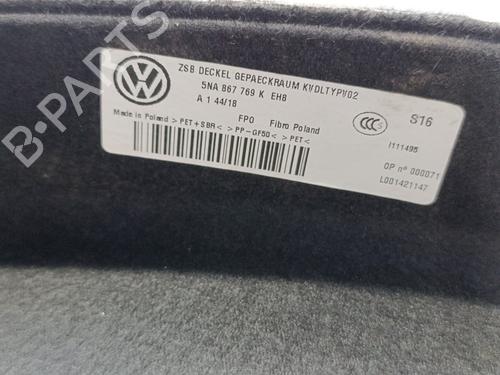 B-PARTS
ZSB DECKEL GEPAECKRAUM KVDLTYPV02
5NA 867 769 K EH8
A 1 44/18
S16
FPO Fibro Poland
Made in Poland >PET+SBR< >PP-GF50< >PET<
CCC S
I111495
OP nº 000071
L001421147